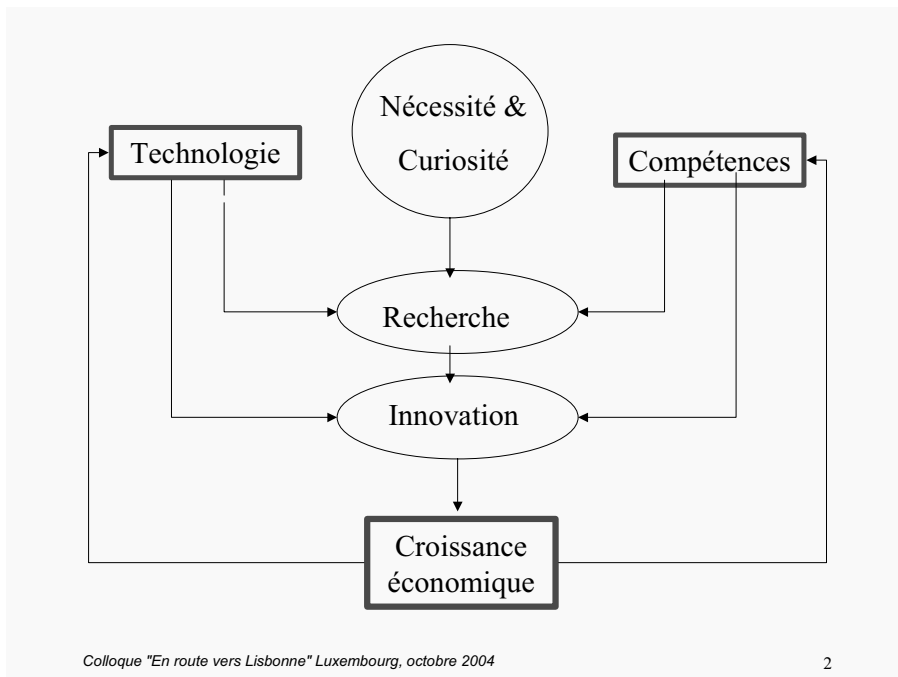 Nécessité &
Curiosité
Technologie
Compétences
Recherche
Innovation
Croissance
économique
Colloque "En route vers Lisbonne" Luxembourg, octobre 2004
2